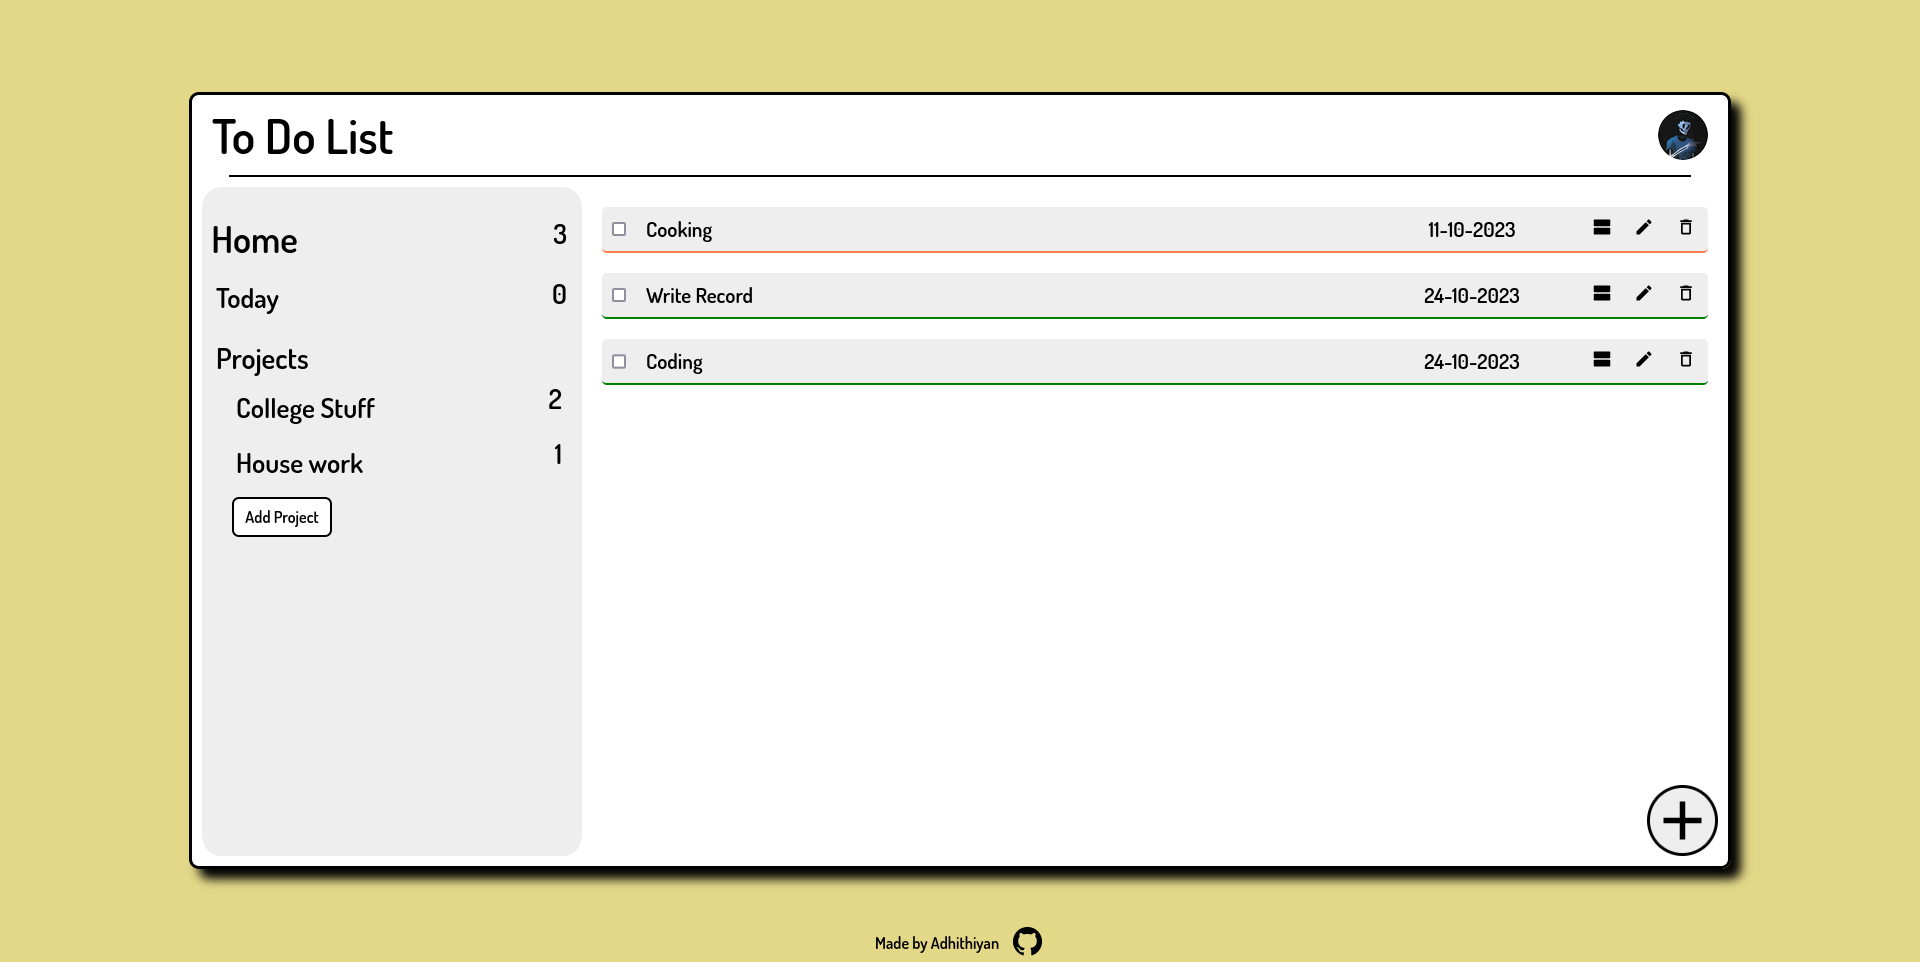 To Do List
Home 3
Today 0
Projects
College Stuff 2
House work 1
Add Project
Cooking 11-10-2023
Write Record 24-10-2023
Coding 24-10-2023
Made by Adhithiyan